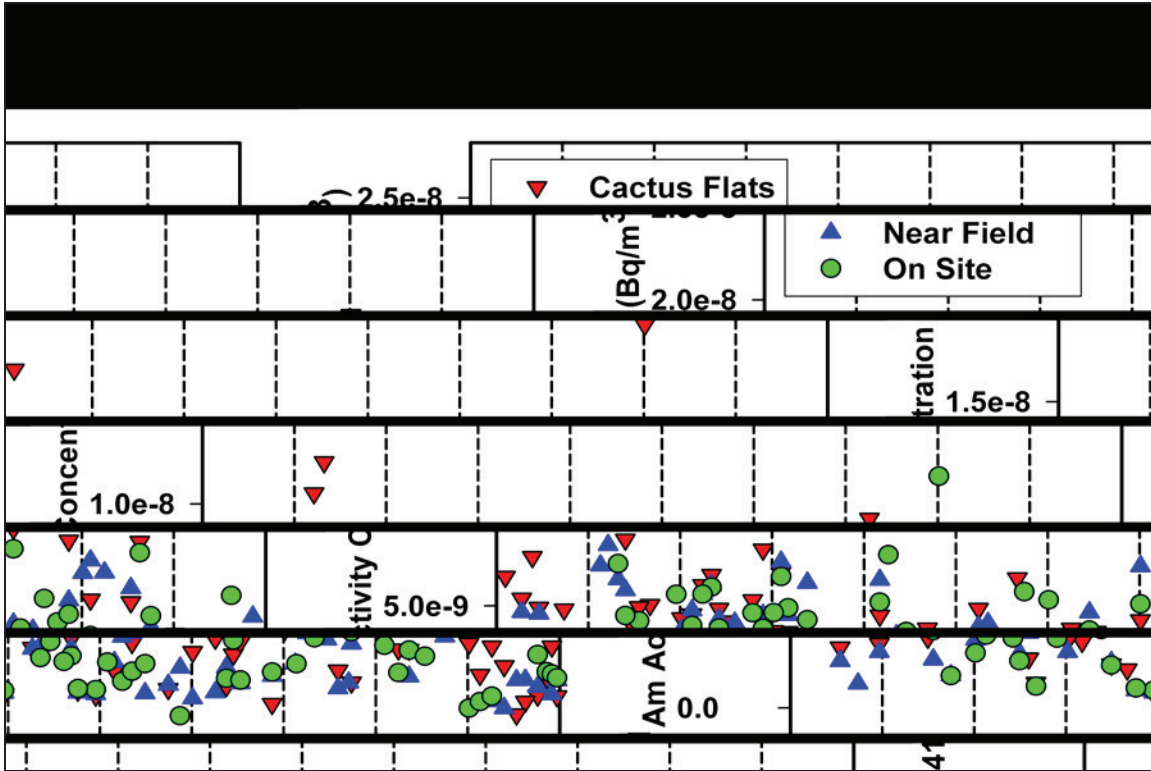 2.5e-8
Cactus Flats
(Bq/m
2.0e-8
Near Field
On Site
tration
1.5e-8
Concen
1.0e-8
ctivity C
5.0e-9
Am Ac
0.0
41